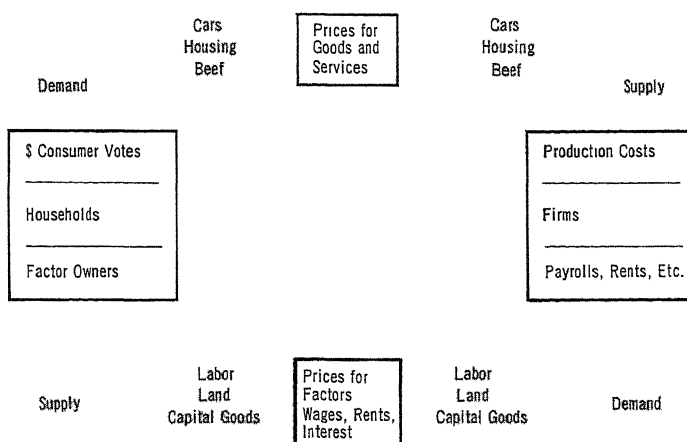 Cars
Housing
Beef
Prices for
Goods and
Services
Cars
Housing
Beef
Demand
Supply
$ Consumer Votes
Households
Factor Owners
Production Costs
Firms
Payrolls, Rents, Etc.
Supply
Labor
Land
Capital Goods
Prices for
Factors
Wages, Rents,
Interest
Labor
Land
Capital Goods
Demand